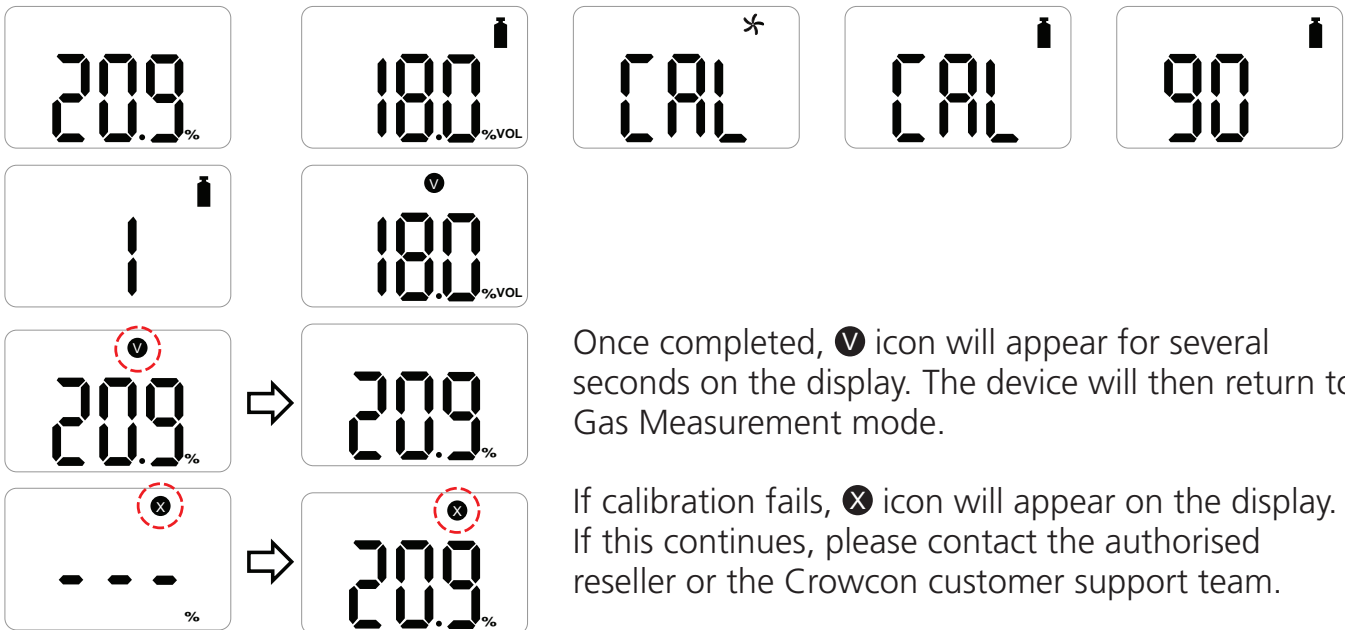 20.9 %
18.0 %VOL
CAL
CAL
90
1
V
18.0 %VOL
V
20.9 %
20.9 %
Once completed, V icon will appear for several
seconds on the display. The device will then return to
Gas Measurement mode.
X
- - - %
X
20.9 %
If calibration fails, X icon will appear on the display.
If this continues, please contact the authorised
reseller or the Crowcon customer support team.